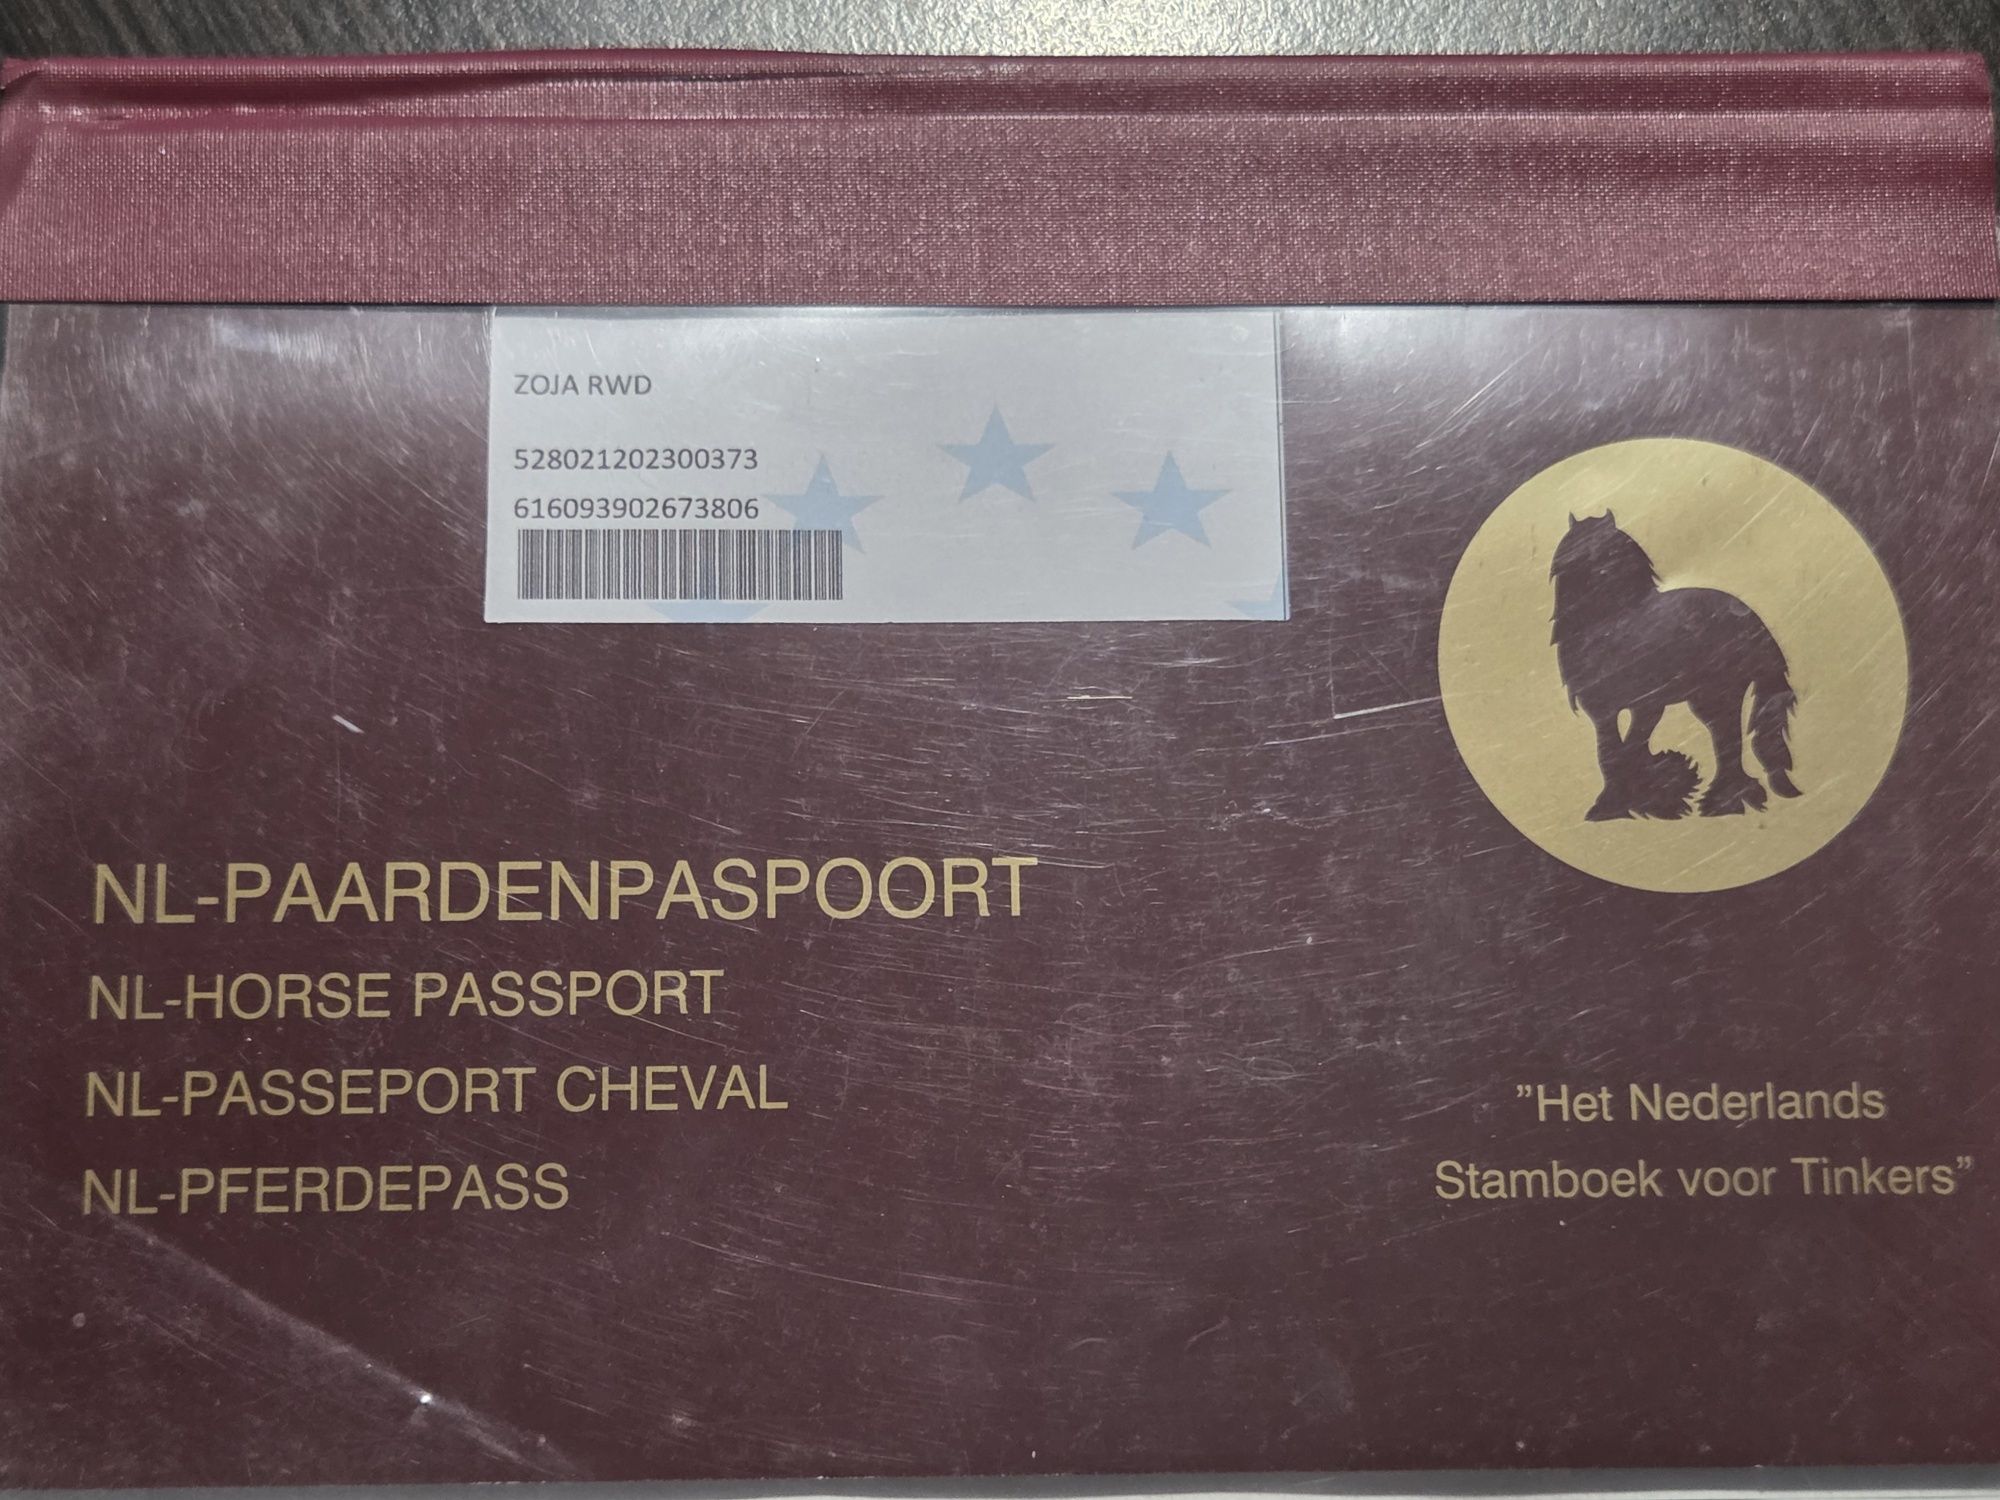 ZOJA RWD
528021202300373
616093902673806
NL-PAARDENPASPOORT
NL-HORSE PASSPORT
NL-PASSEPORT CHEVAL
NL-PFERDEPASS
”Het Nederlands
Stamboek voor Tinkers”